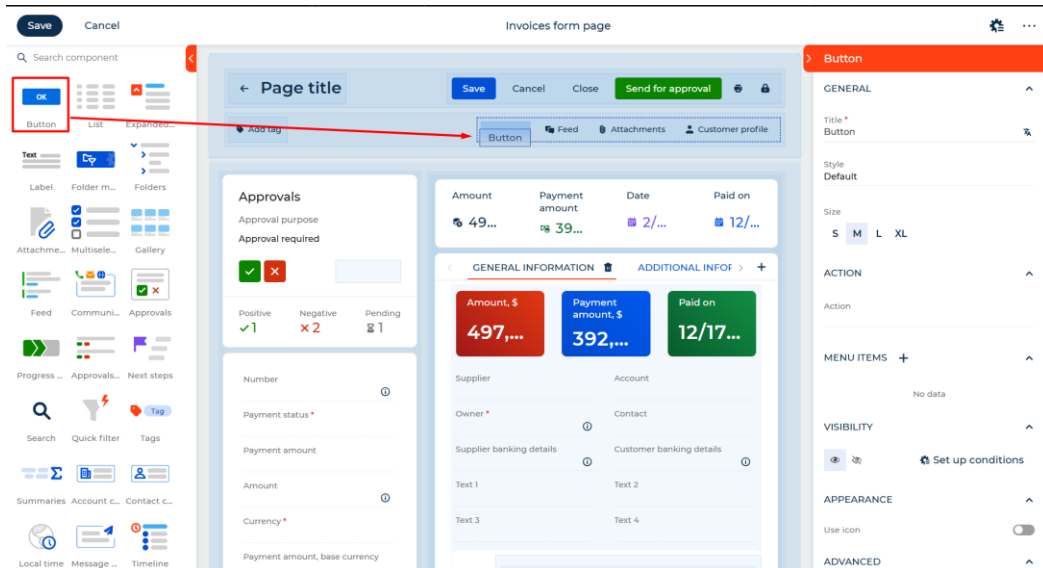 Save
Cancel
Invoices form page
Search component
OK
Button
List
Expanded...
Text
Label
Folder m...
Folders
Attachme...
Multisele...
Gallery
Feed
Communi...
Approvals
Progress ...
Approvals...
Next steps
Tag
Search
Quick filter
Tags
Summaries
Account c...
Contact c...
Local time
Message ...
Timeline
Page title
Save
Cancel
Close
Send for approval
Add tag
Button
Feed
Attachments
Customer profile
Approvals
Approval purpose
Approval required
Positive
Negative
Pending
1
2
1
Number
Payment status *
Payment amount
Amount
Currency *
Payment amount, base currency
Amount
Payment
amount
Date
Paid on
49...
39...
2/...
12/...
GENERAL INFORMATION
ADDITIONAL INFOR
Amount, $
497,...
Payment
amount, $
392,...
Paid on
12/17...
Supplier
Account
Owner *
Contact
Supplier banking details
Customer banking details
Text 1
Text 2
Text 3
Text 4
Button
GENERAL
Title *
Button
Style
Default
Size
S M L XL
ACTION
Action
MENU ITEMS +
No data
VISIBILITY
Set up conditions
APPEARANCE
Use icon
ADVANCED